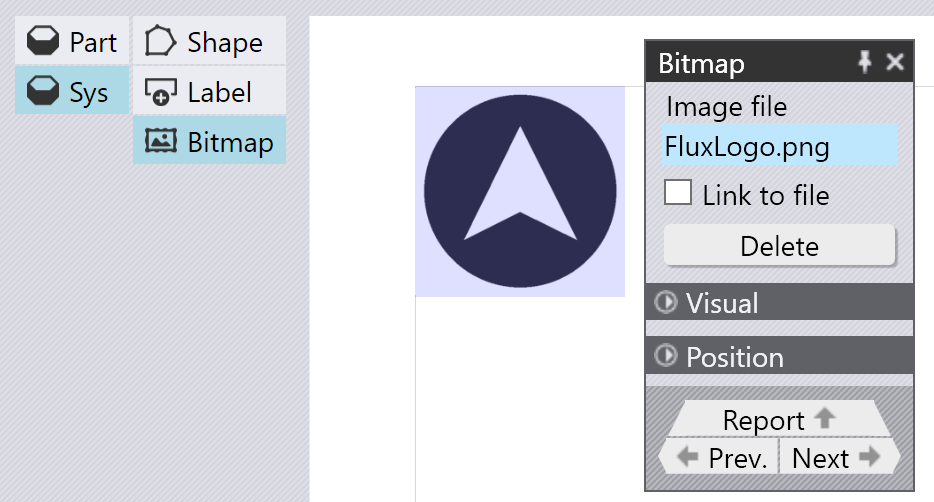 Part
Shape
Sys
Label
Bitmap
Bitmap
Image file
FluxLogo.png
Link to file
Delete
Visual
Position
Report
Prev.
Next